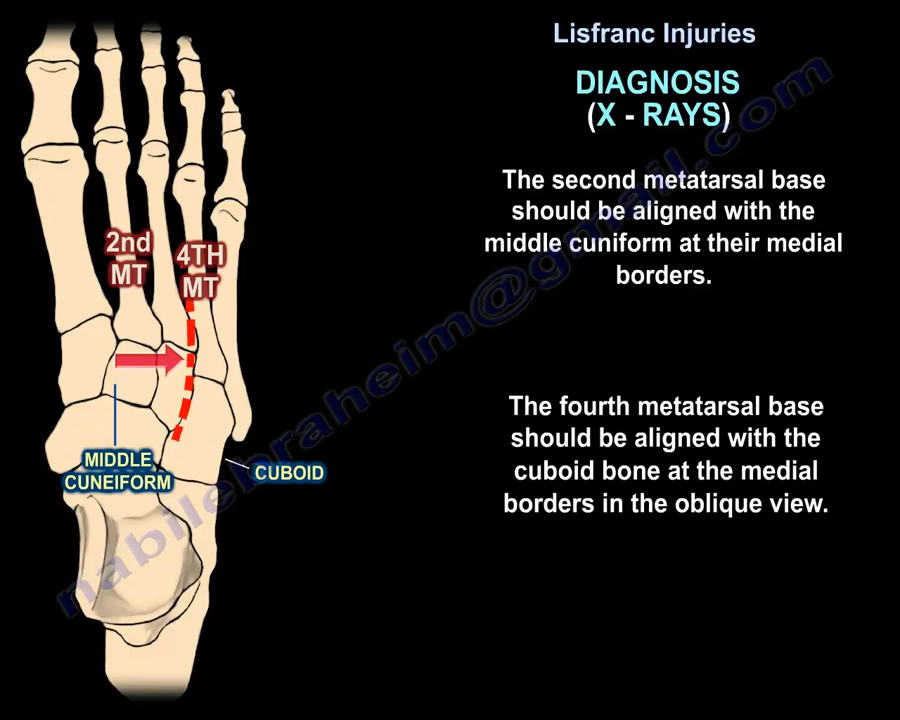 Lisfranc Injuries
DIAGNOSIS
(X - RAYS)
The second metatarsal base
should be aligned with the
middle cuniform at their medial
borders.
The fourth metatarsal base
should be aligned with the
cuboid bone at the medial
borders in the oblique view.
2nd
MT
4TH
MT
MIDDLE
CUNEIFORM
CUBOID
nabilebraheim@gmail.com